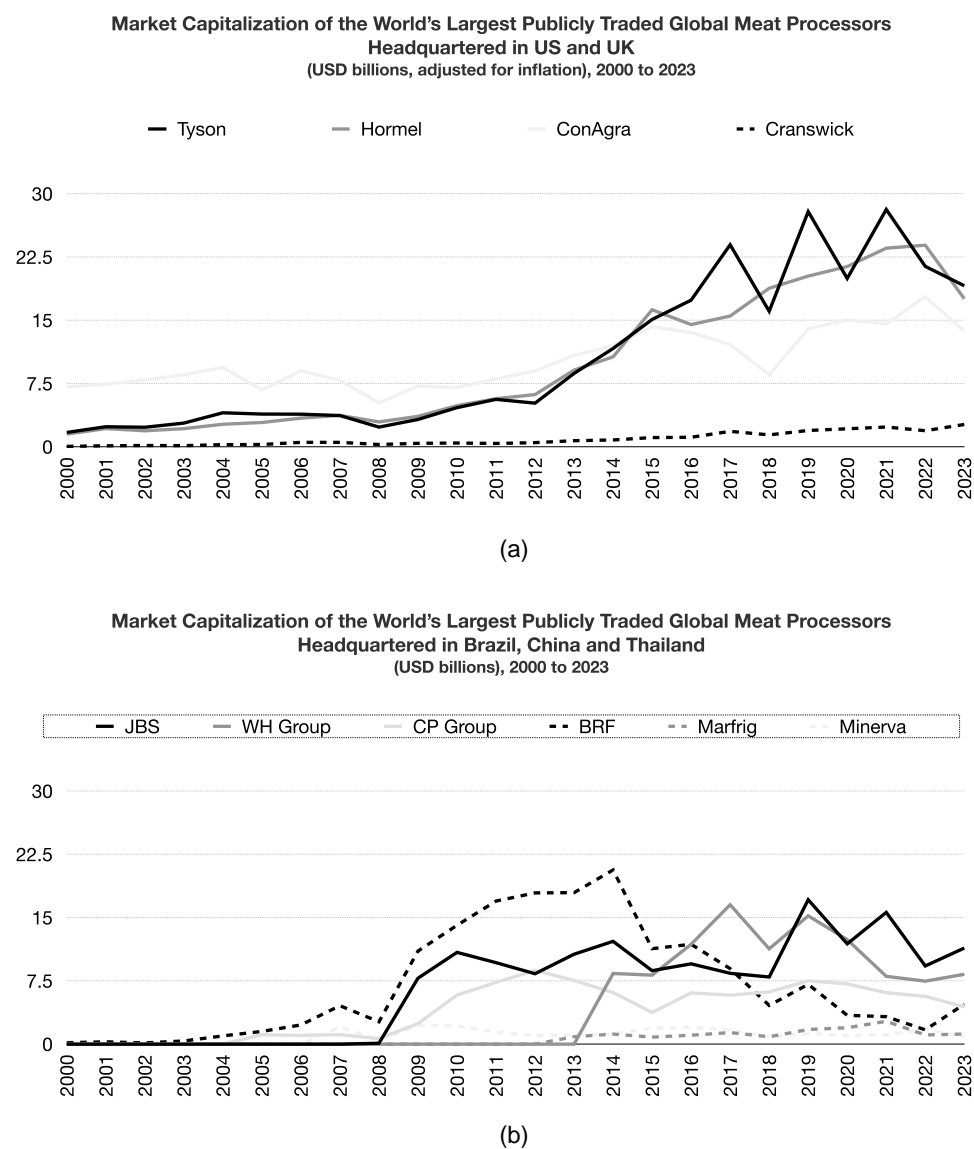 Market Capitalization of the World’s Largest Publicly Traded Global Meat Processors
Headquartered in US and UK
(USD billions, adjusted for inflation), 2000 to 2023
Tyson Hormel ConAgra Cranswick
30
22.5
15
7.5
0
2000 2001 2002 2003 2004 2005 2006 2007 2008 2009 2010 2011 2012 2013 2014 2015 2016 2017 2018 2019 2020 2021 2022 2023
(a)
Market Capitalization of the World’s Largest Publicly Traded Global Meat Processors
Headquartered in Brazil, China and Thailand
(USD billions), 2000 to 2023
JBS WH Group CP Group BRF Marfrig Minerva
30
22.5
15
7.5
0
2000 2001 2002 2003 2004 2005 2006 2007 2008 2009 2010 2011 2012 2013 2014 2015 2016 2017 2018 2019 2020 2021 2022 2023
(b)